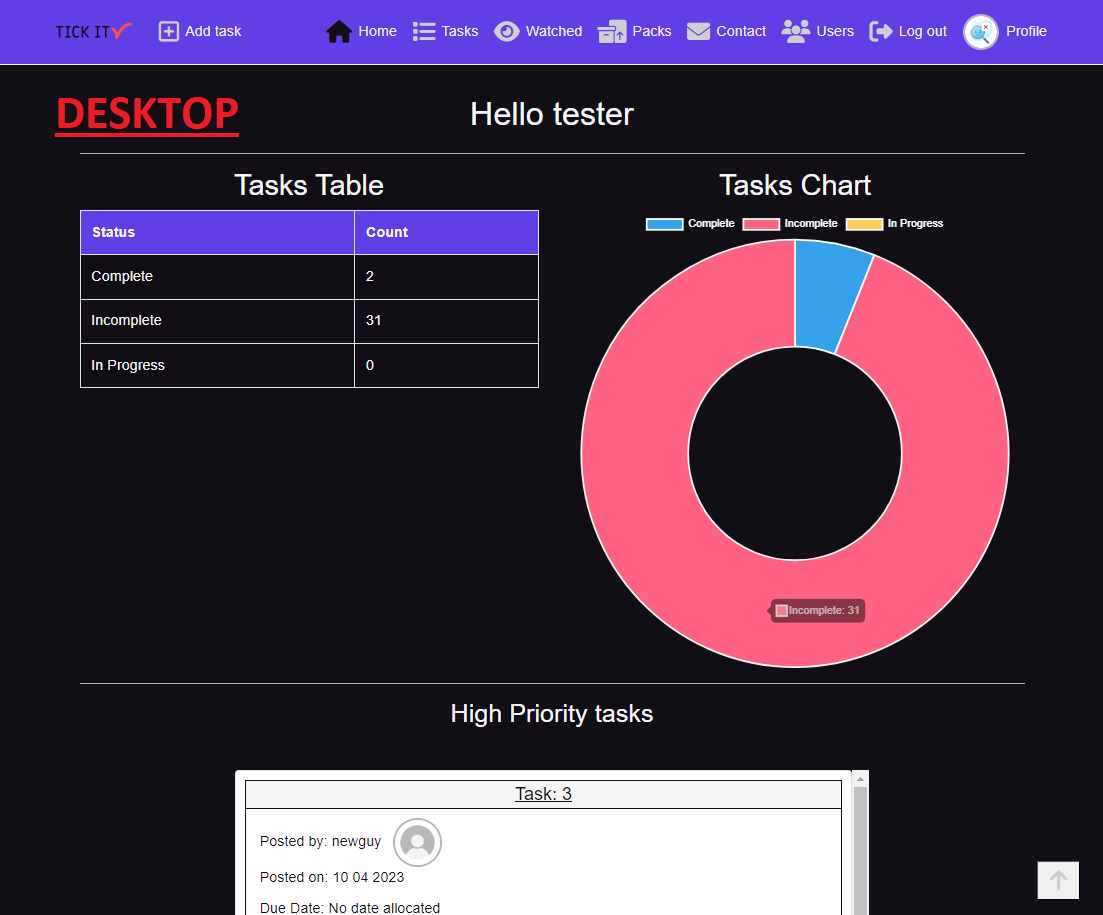 TICK IT Add task Home Tasks Watched Packs Contact Users Log out Profile
DESKTOP
Hello tester
Tasks Table
Status Count
Complete 2
Incomplete 31
In Progress 0
Tasks Chart
Complete Incomplete In Progress
Incomplete: 31
High Priority tasks
Task: 3
Posted by: newguy
Posted on: 10 04 2023
Due Date: No date allocated